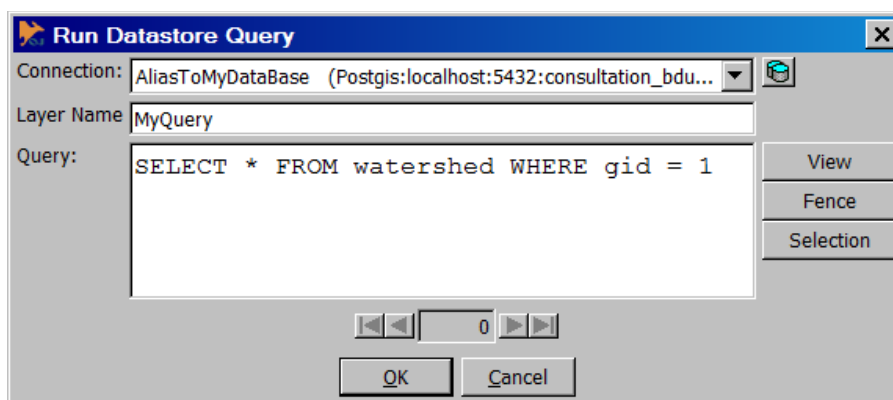 Run Datastore Query
Connection: AliasToMyDataBase (Postgis:localhost:5432:consultation_bdu...
Layer Name MyQuery
Query: SELECT * FROM watershed WHERE gid = 1
View
Fence
Selection
0
OK Cancel